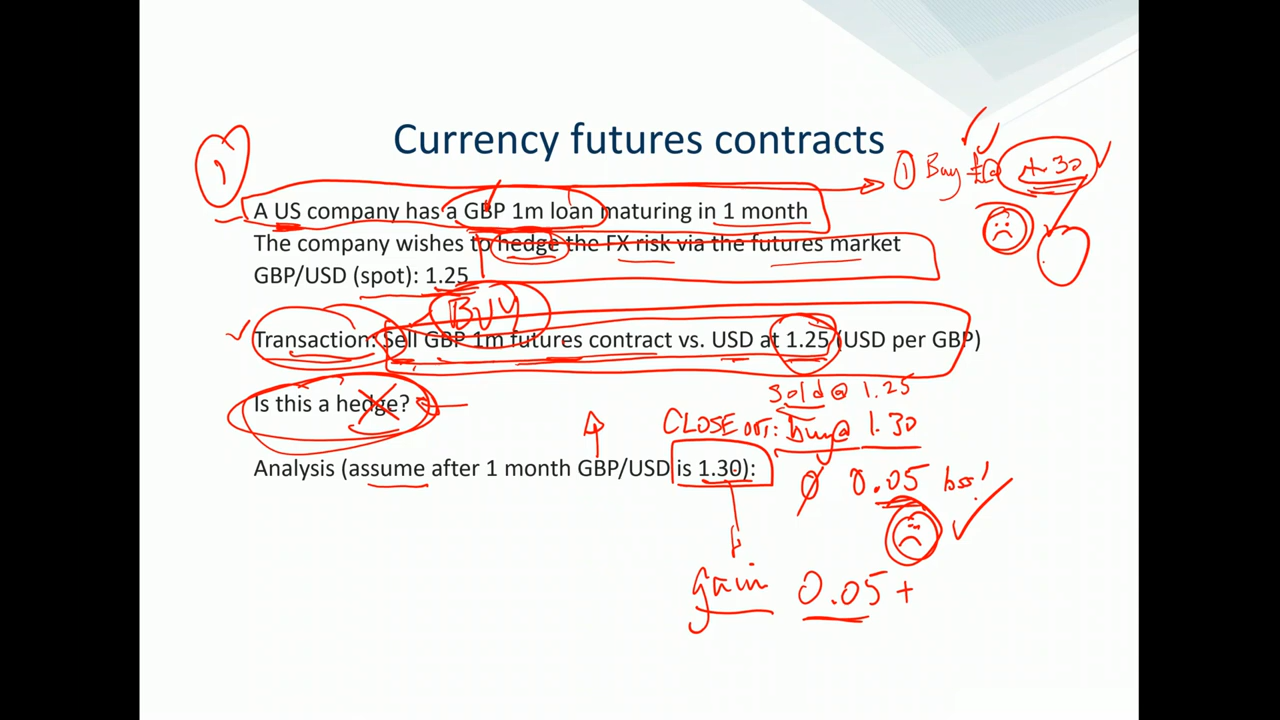 Currency futures contracts
1
① Buy £@ 1.30
A US company has a GBP 1m loan maturing in 1 month
The company wishes to hedge the FX risk via the futures market
GBP/USD (spot): 1.25
BUY
Transaction: Sell GBP 1m futures contract vs. USD at 1.25 (USD per GBP)
Sold @ 1.25
Is this a hedge?
CLOSE OUT: buy@ 1.30
Analysis (assume after 1 month GBP/USD is 1.30):
0.05 loss!
gain 0.05 +